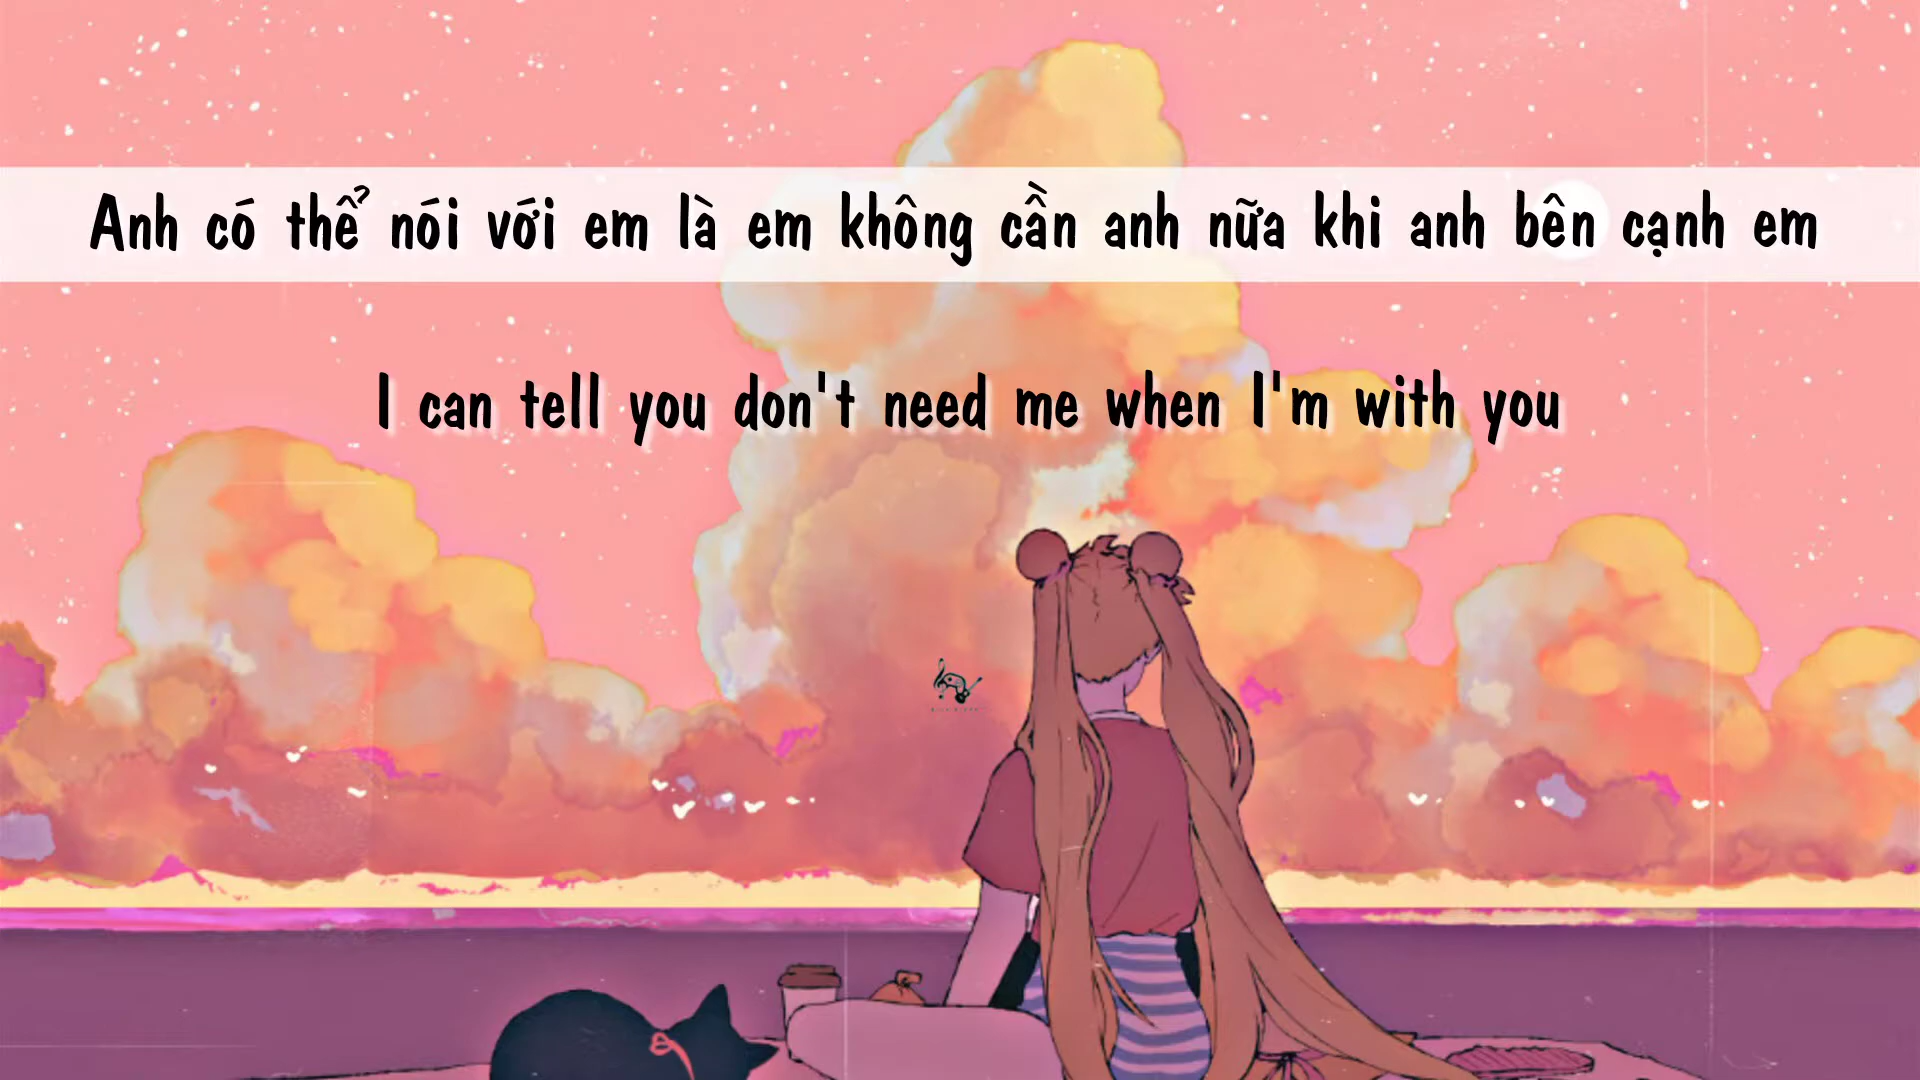 Anh có thể nói với em là em không cần anh nữa khi anh bên cạnh em
I can tell you don't need me when I'm with you